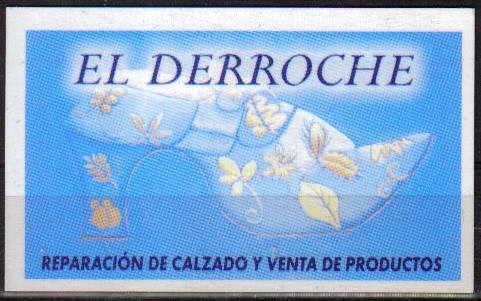 EL DERROCHE
REPARACIÓN DE CALZADO Y VENTA DE PRODUCTOS